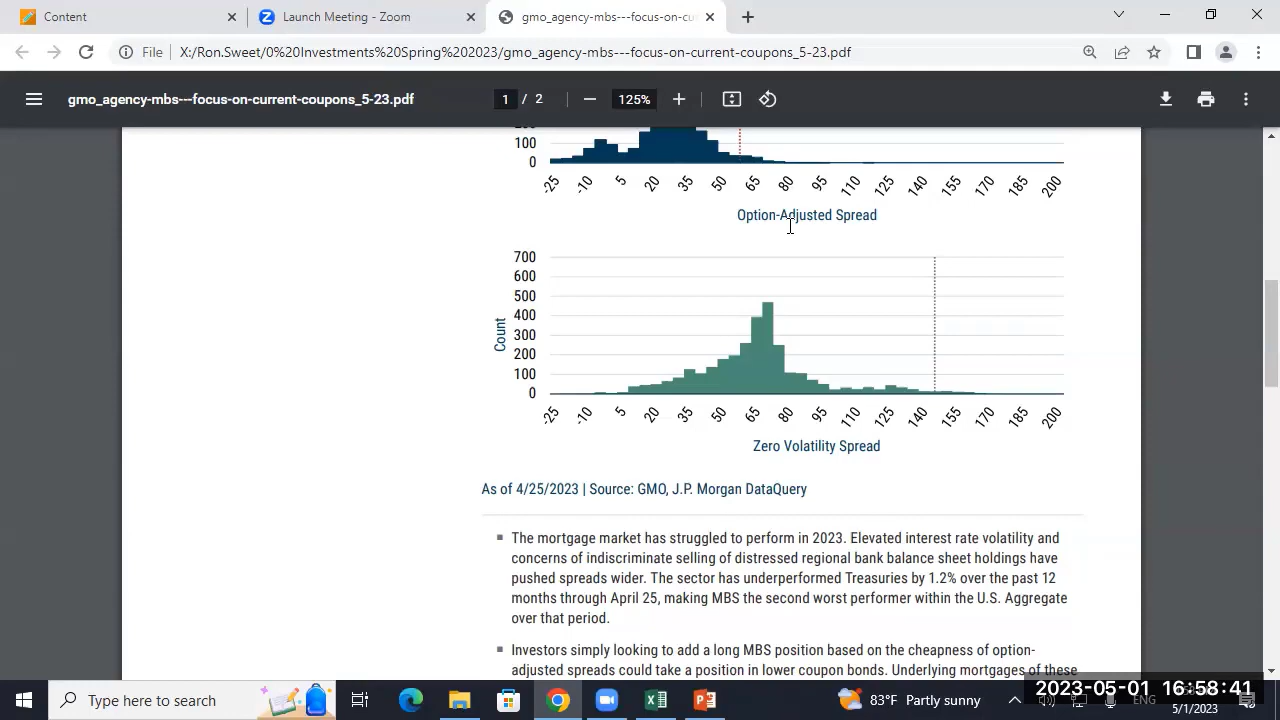 Content
Launch Meeting - Zoom
gmo_agency-mbs---focus-on-cu
File
X:/Ron.Sweet/0%20Investments%20Spring%202023/gmo_agency-mbs---focus-on-current-coupons_5-23.pdf
gmo_agency-mbs---focus-on-current-coupons_5-23.pdf
1 / 2
125%
100
0
-25 -10 5 20 35 50 65 80 95 110 125 140 155 170 185 200
Option-Adjusted Spread
700
600
500
400
300
200
100
0
Count
-25 -10 5 20 35 50 65 80 95 110 125 140 155 170 185 200
Zero Volatility Spread
As of 4/25/2023 | Source: GMO, J.P. Morgan DataQuery
The mortgage market has struggled to perform in 2023. Elevated interest rate volatility and
concerns of indiscriminate selling of distressed regional bank balance sheet holdings have
pushed spreads wider. The sector has underperformed Treasuries by 1.2% over the past 12
months through April 25, making MBS the second worst performer within the U.S. Aggregate
over that period.
Investors simply looking to add a long MBS position based on the cheapness of option-
adjusted spreads could take a position in lower coupon bonds. Underlying mortgages of these
Type here to search
83°F Partly sunny
ENG
2023-05-01 16:58:41
5/1/2023